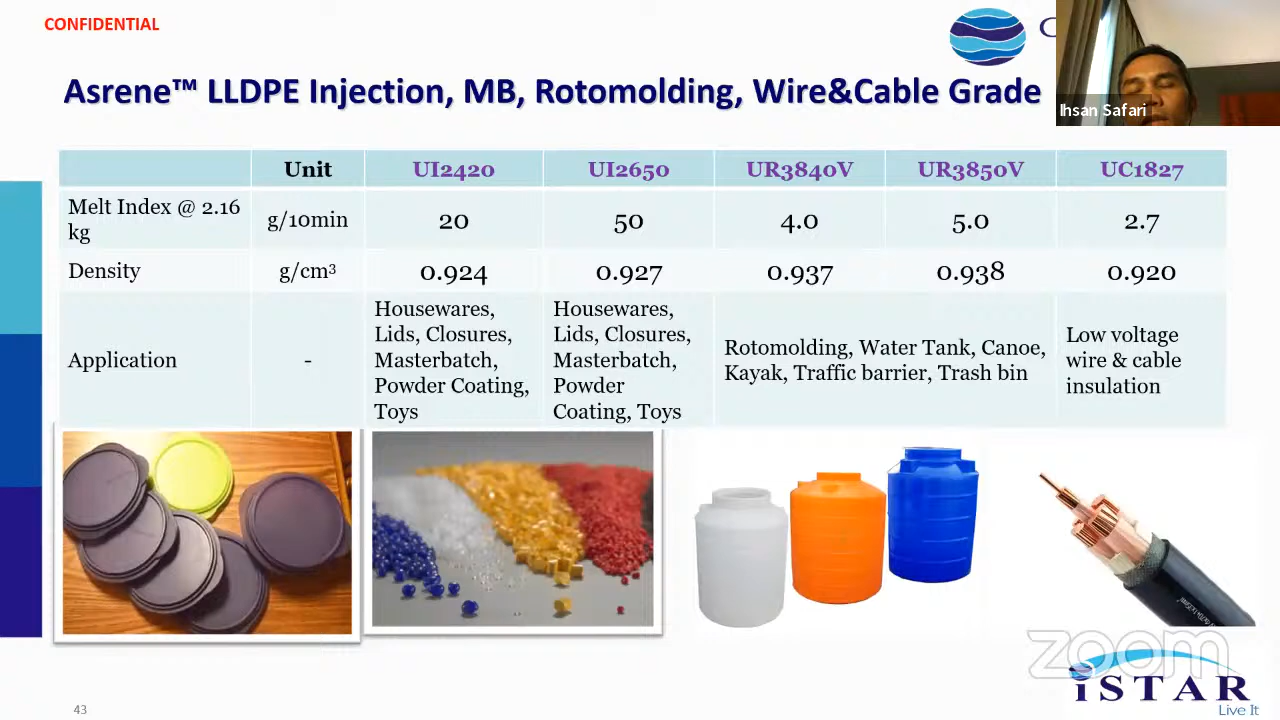 CONFIDENTIAL
C
Asrene™ LLDPE Injection, MB, Rotomolding, Wire&Cable Grade
Ihsan Safari
Unit UI2420 UI2650 UR3840V UR3850V UC1827
Melt Index @ 2.16
kg
g/10min 20 50 4.0 5.0 2.7
Density g/cm³ 0.924 0.927 0.937 0.938 0.920
Application -
Housewares,
Lids, Closures,
Masterbatch,
Powder Coating,
Toys
Housewares,
Lids, Closures,
Masterbatch,
Powder
Coating, Toys
Rotomolding, Water Tank, Canoe,
Kayak, Traffic barrier, Trash bin
Low voltage
wire & cable
insulation
zoom
iSTAR
Live It
43